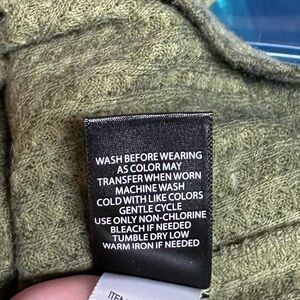 WASH BEFORE WEARING
AS COLOR MAY
TRANSFER WHEN WORN
MACHINE WASH
COLD WITH LIKE COLORS
GENTLE CYCLE
USE ONLY NON-CHLORINE
BLEACH IF NEEDED
TUMBLE DRY LOW
WARM IRON IF NEEDED